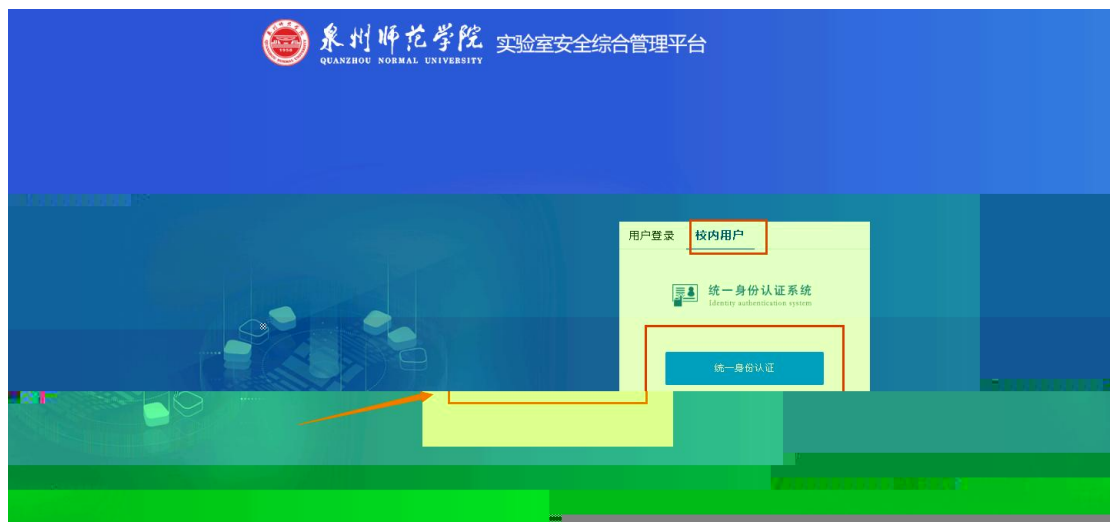 泉州师范学院 实验室安全综合管理平台
QUANZHOU NORMAL UNIVERSITY
用户登录 校内用户
统一身份认证系统
Identity authentication system
统一身份认证